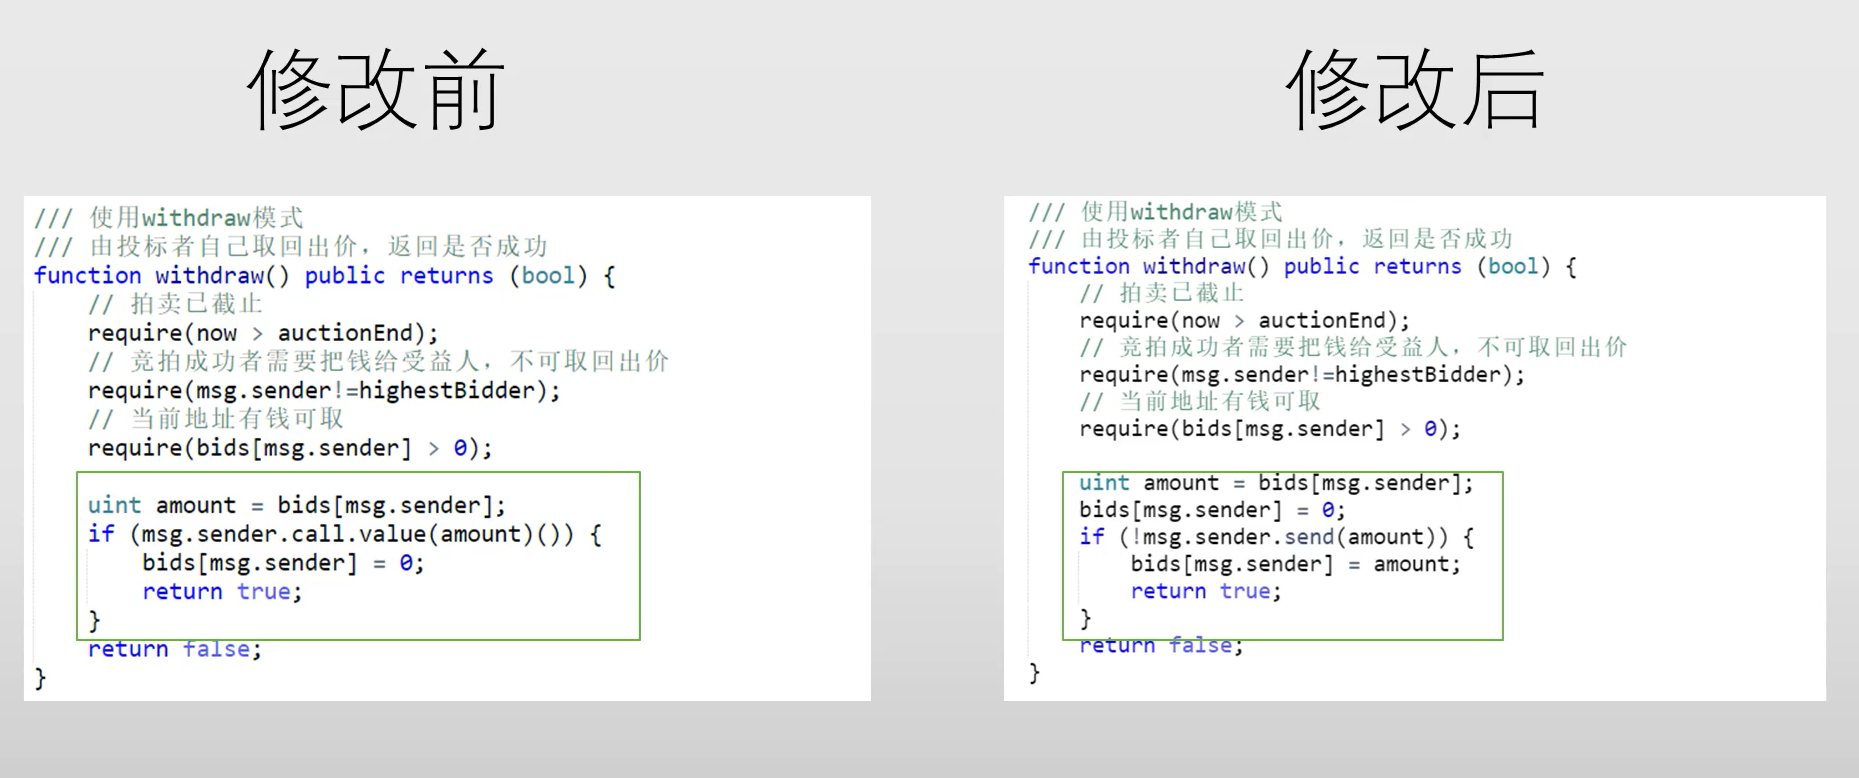 修改前
/// 使用withdraw模式
/// 由投标者自己取回出价，返回是否成功
function withdraw() public returns (bool) {
// 拍卖已截止
require(now > auctionEnd);
// 竞拍成功者需要把钱给受益人，不可取回出价
require(msg.sender!=highestBidder);
// 当前地址有钱可取
require(bids[msg.sender] > 0);
uint amount = bids[msg.sender];
if (msg.sender.call.value(amount)()) {
bids[msg.sender] = 0;
return true;
}
return false;
}
修改后
/// 使用withdraw模式
/// 由投标者自己取回出价，返回是否成功
function withdraw() public returns (bool) {
// 拍卖已截止
require(now > auctionEnd);
// 竞拍成功者需要把钱给受益人，不可取回出价
require(msg.sender!=highestBidder);
// 当前地址有钱可取
require(bids[msg.sender] > 0);
uint amount = bids[msg.sender];
bids[msg.sender] = 0;
if (!msg.sender.send(amount)) {
bids[msg.sender] = amount;
return true;
}
return false;
}